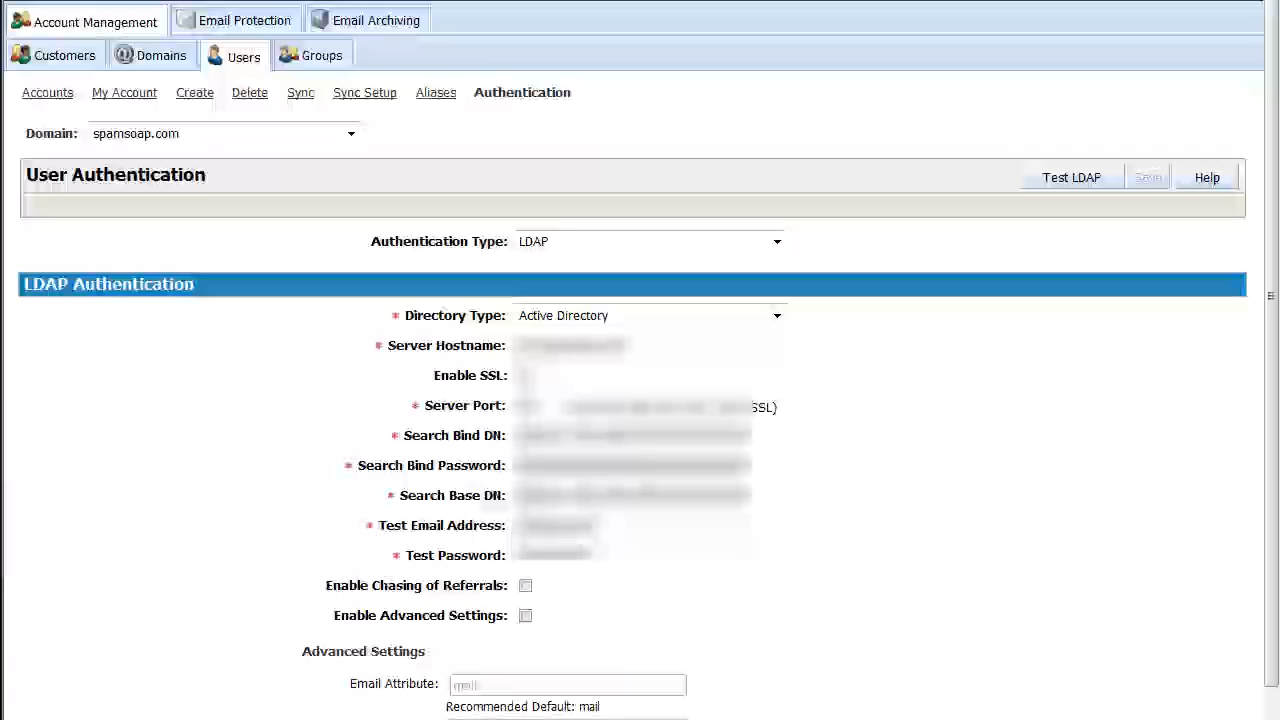 Account Management Email Protection Email Archiving
Customers Domains Users Groups
Accounts My Account Create Delete Sync Sync Setup Aliases Authentication
Domain: spamsoap.com
User Authentication Test LDAP Save Help
Authentication Type: LDAP
LDAP Authentication
* Directory Type: Active Directory
* Server Hostname:
Enable SSL:
* Server Port: SSL)
* Search Bind DN:
* Search Bind Password:
* Search Base DN:
* Test Email Address:
* Test Password:
Enable Chasing of Referrals:
Enable Advanced Settings:
Advanced Settings
Email Attribute: mail
Recommended Default: mail